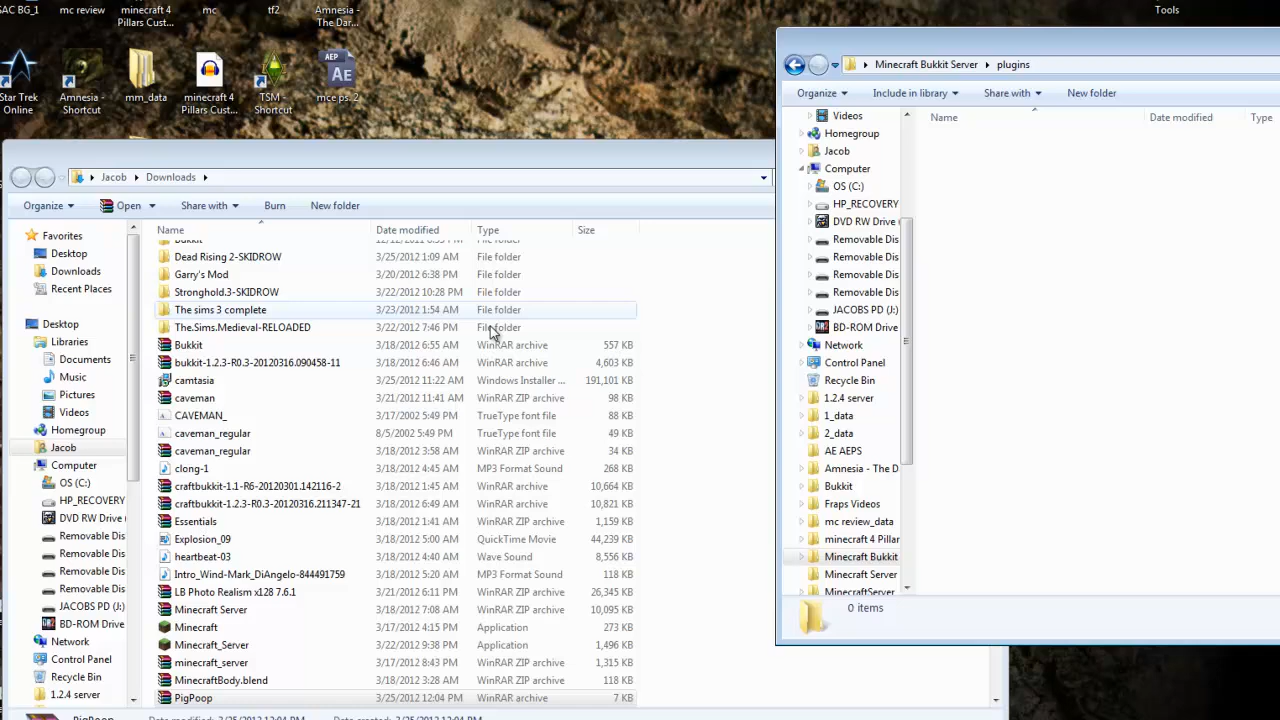 SAC BG_1 mc review minecraft 4 Pillars Cust... mc tf2 Amnesia - The Dar... Tools
Star Trek Online Amnesia - Shortcut mm_data minecraft 4 Pillars Cust... TSM - Shortcut mce ps. 2
AEP Ae
Minecraft Bukkit Server plugins
Organize Include in library Share with New folder
Name Date modified Type
Videos
Homegroup
Jacob
Computer
OS (C:)
HP_RECOVERY
DVD RW Drive
Removable Dis
Removable Dis
Removable Dis
Removable Dis
JACOBS PD (J:)
BD-ROM Drive
Network
Control Panel
Recycle Bin
1.2.4 server
1_data
2_data
AE AEPS
Amnesia - The D
Bukkit
Fraps Videos
mc review_data
minecraft 4 Pillar
Minecraft Bukkit
Minecraft Server
MinecraftServer
0 items
Jacob Downloads
Organize Open Share with Burn New folder
Favorites
Desktop
Downloads
Recent Places
Desktop
Libraries
Documents
Music
Pictures
Videos
Homegroup
Jacob
Computer
OS (C:)
HP_RECOVERY
DVD RW Drive
Removable Dis
Removable Dis
Removable Dis
Removable Dis
JACOBS PD (J:)
BD-ROM Drive
Network
Control Panel
Recycle Bin
1.2.4 server
Name Date modified Type Size
Bukkit File folder
Dead Rising 2-SKIDROW 3/25/2012 1:09 AM File folder
Garry's Mod 3/20/2012 6:38 PM File folder
Stronghold.3-SKIDROW 3/22/2012 10:28 PM File folder
The sims 3 complete 3/23/2012 1:54 AM File folder
The.Sims.Medieval-RELOADED 3/22/2012 7:46 PM File folder
Bukkit 3/18/2012 6:55 AM WinRAR archive 557 KB
bukkit-1.2.3-R0.3-20120316.090458-11 3/18/2012 6:46 AM WinRAR archive 4,603 KB
camtasia 3/25/2012 11:22 AM Windows Installer ... 191,101 KB
caveman 3/21/2012 11:41 AM WinRAR ZIP archive 98 KB
CAVEMAN_ 3/17/2002 5:49 PM TrueType font file 88 KB
caveman_regular 8/5/2002 5:49 PM TrueType font file 49 KB
caveman_regular 3/18/2012 3:58 AM WinRAR ZIP archive 34 KB
clong-1 3/18/2012 4:45 AM MP3 Format Sound 268 KB
craftbukkit-1.1-R6-20120301.142116-2 3/18/2012 1:45 AM WinRAR archive 10,664 KB
craftbukkit-1.2.3-R0.3-20120316.211347-21 3/18/2012 6:49 AM WinRAR archive 10,821 KB
Essentials 3/18/2012 1:41 AM WinRAR ZIP archive 1,159 KB
Explosion_09 3/18/2012 5:00 AM QuickTime Movie 44,239 KB
heartbeat-03 3/18/2012 4:40 AM Wave Sound 8,556 KB
Intro_Wind-Mark_DiAngelo-844491759 3/18/2012 5:20 AM MP3 Format Sound 118 KB
LB Photo Realism x128 7.6.1 3/21/2012 6:11 PM WinRAR ZIP archive 26,345 KB
Minecraft Server 3/18/2012 7:08 AM WinRAR archive 10,095 KB
Minecraft 3/17/2012 4:15 PM Application 273 KB
Minecraft_Server 3/22/2012 9:38 PM Application 1,496 KB
minecraft_server 3/17/2012 8:43 PM WinRAR archive 1,315 KB
MinecraftBody.blend 3/18/2012 3:28 AM WinRAR ZIP archive 118 KB
PigPoop 3/25/2012 12:04 PM WinRAR archive 7 KB
PigPoop Date modified: 3/25/2012 12:04 PM Date created: 3/25/2012 12:04 PM